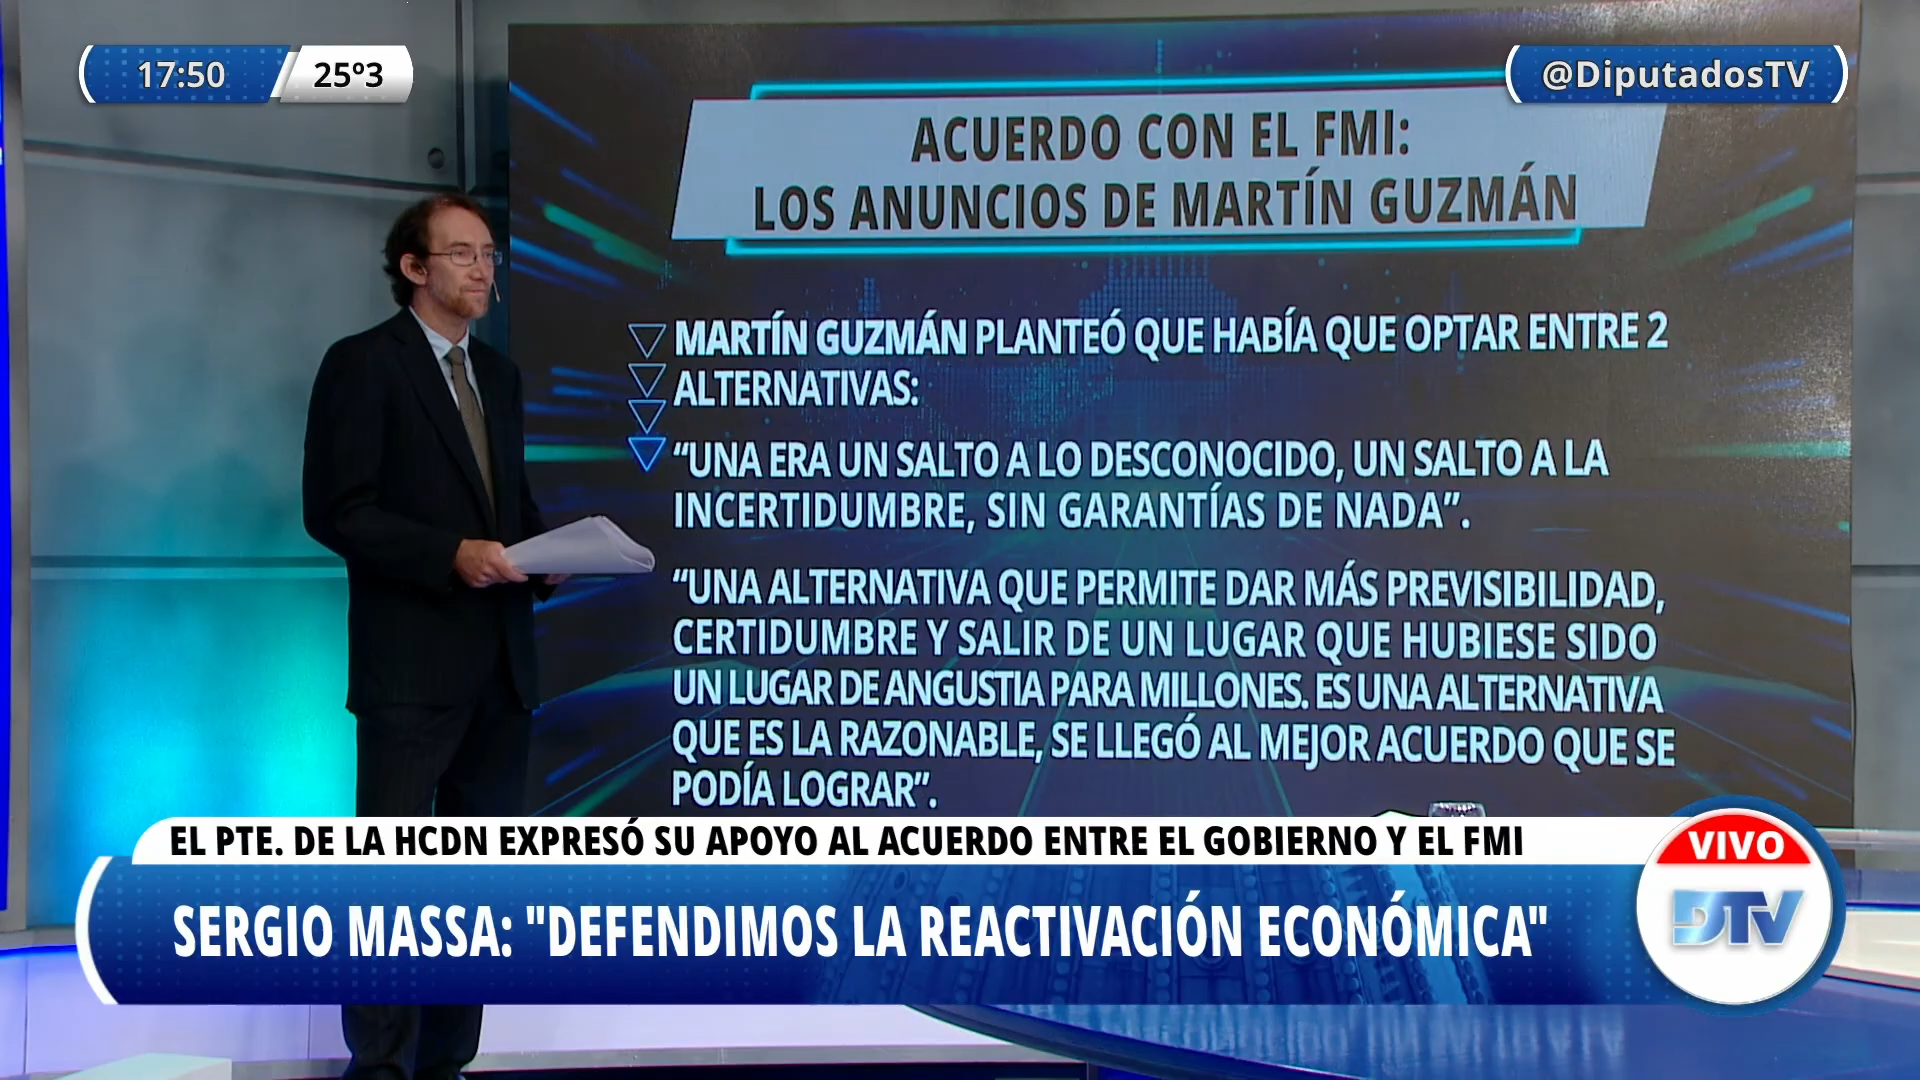 17:50
25º3
@DiputadosTV
ACUERDO CON EL FMI:
LOS ANUNCIOS DE MARTÍN GUZMÁN
MARTÍN GUZMÁN PLANTEÓ QUE HABÍA QUE OPTAR ENTRE 2
ALTERNATIVAS:
“UNA ERA UN SALTO A LO DESCONOCIDO, UN SALTO A LA
INCERTIDUMBRE, SIN GARANTÍAS DE NADA”.
“UNA ALTERNATIVA QUE PERMITE DAR MÁS PREVISIBILIDAD,
CERTIDUMBRE Y SALIR DE UN LUGAR QUE HUBIESE SIDO
UN LUGAR DE ANGUSTIA PARA MILLONES. ES UNA ALTERNATIVA
QUE ES LA RAZONABLE, SE LLEGÓ AL MEJOR ACUERDO QUE SE
PODÍA LOGRAR”.
EL PTE. DE LA HCDN EXPRESÓ SU APOYO AL ACUERDO ENTRE EL GOBIERNO Y EL FMI
SERGIO MASSA: "DEFENDIMOS LA REACTIVACIÓN ECONÓMICA"
VIVO
DTV